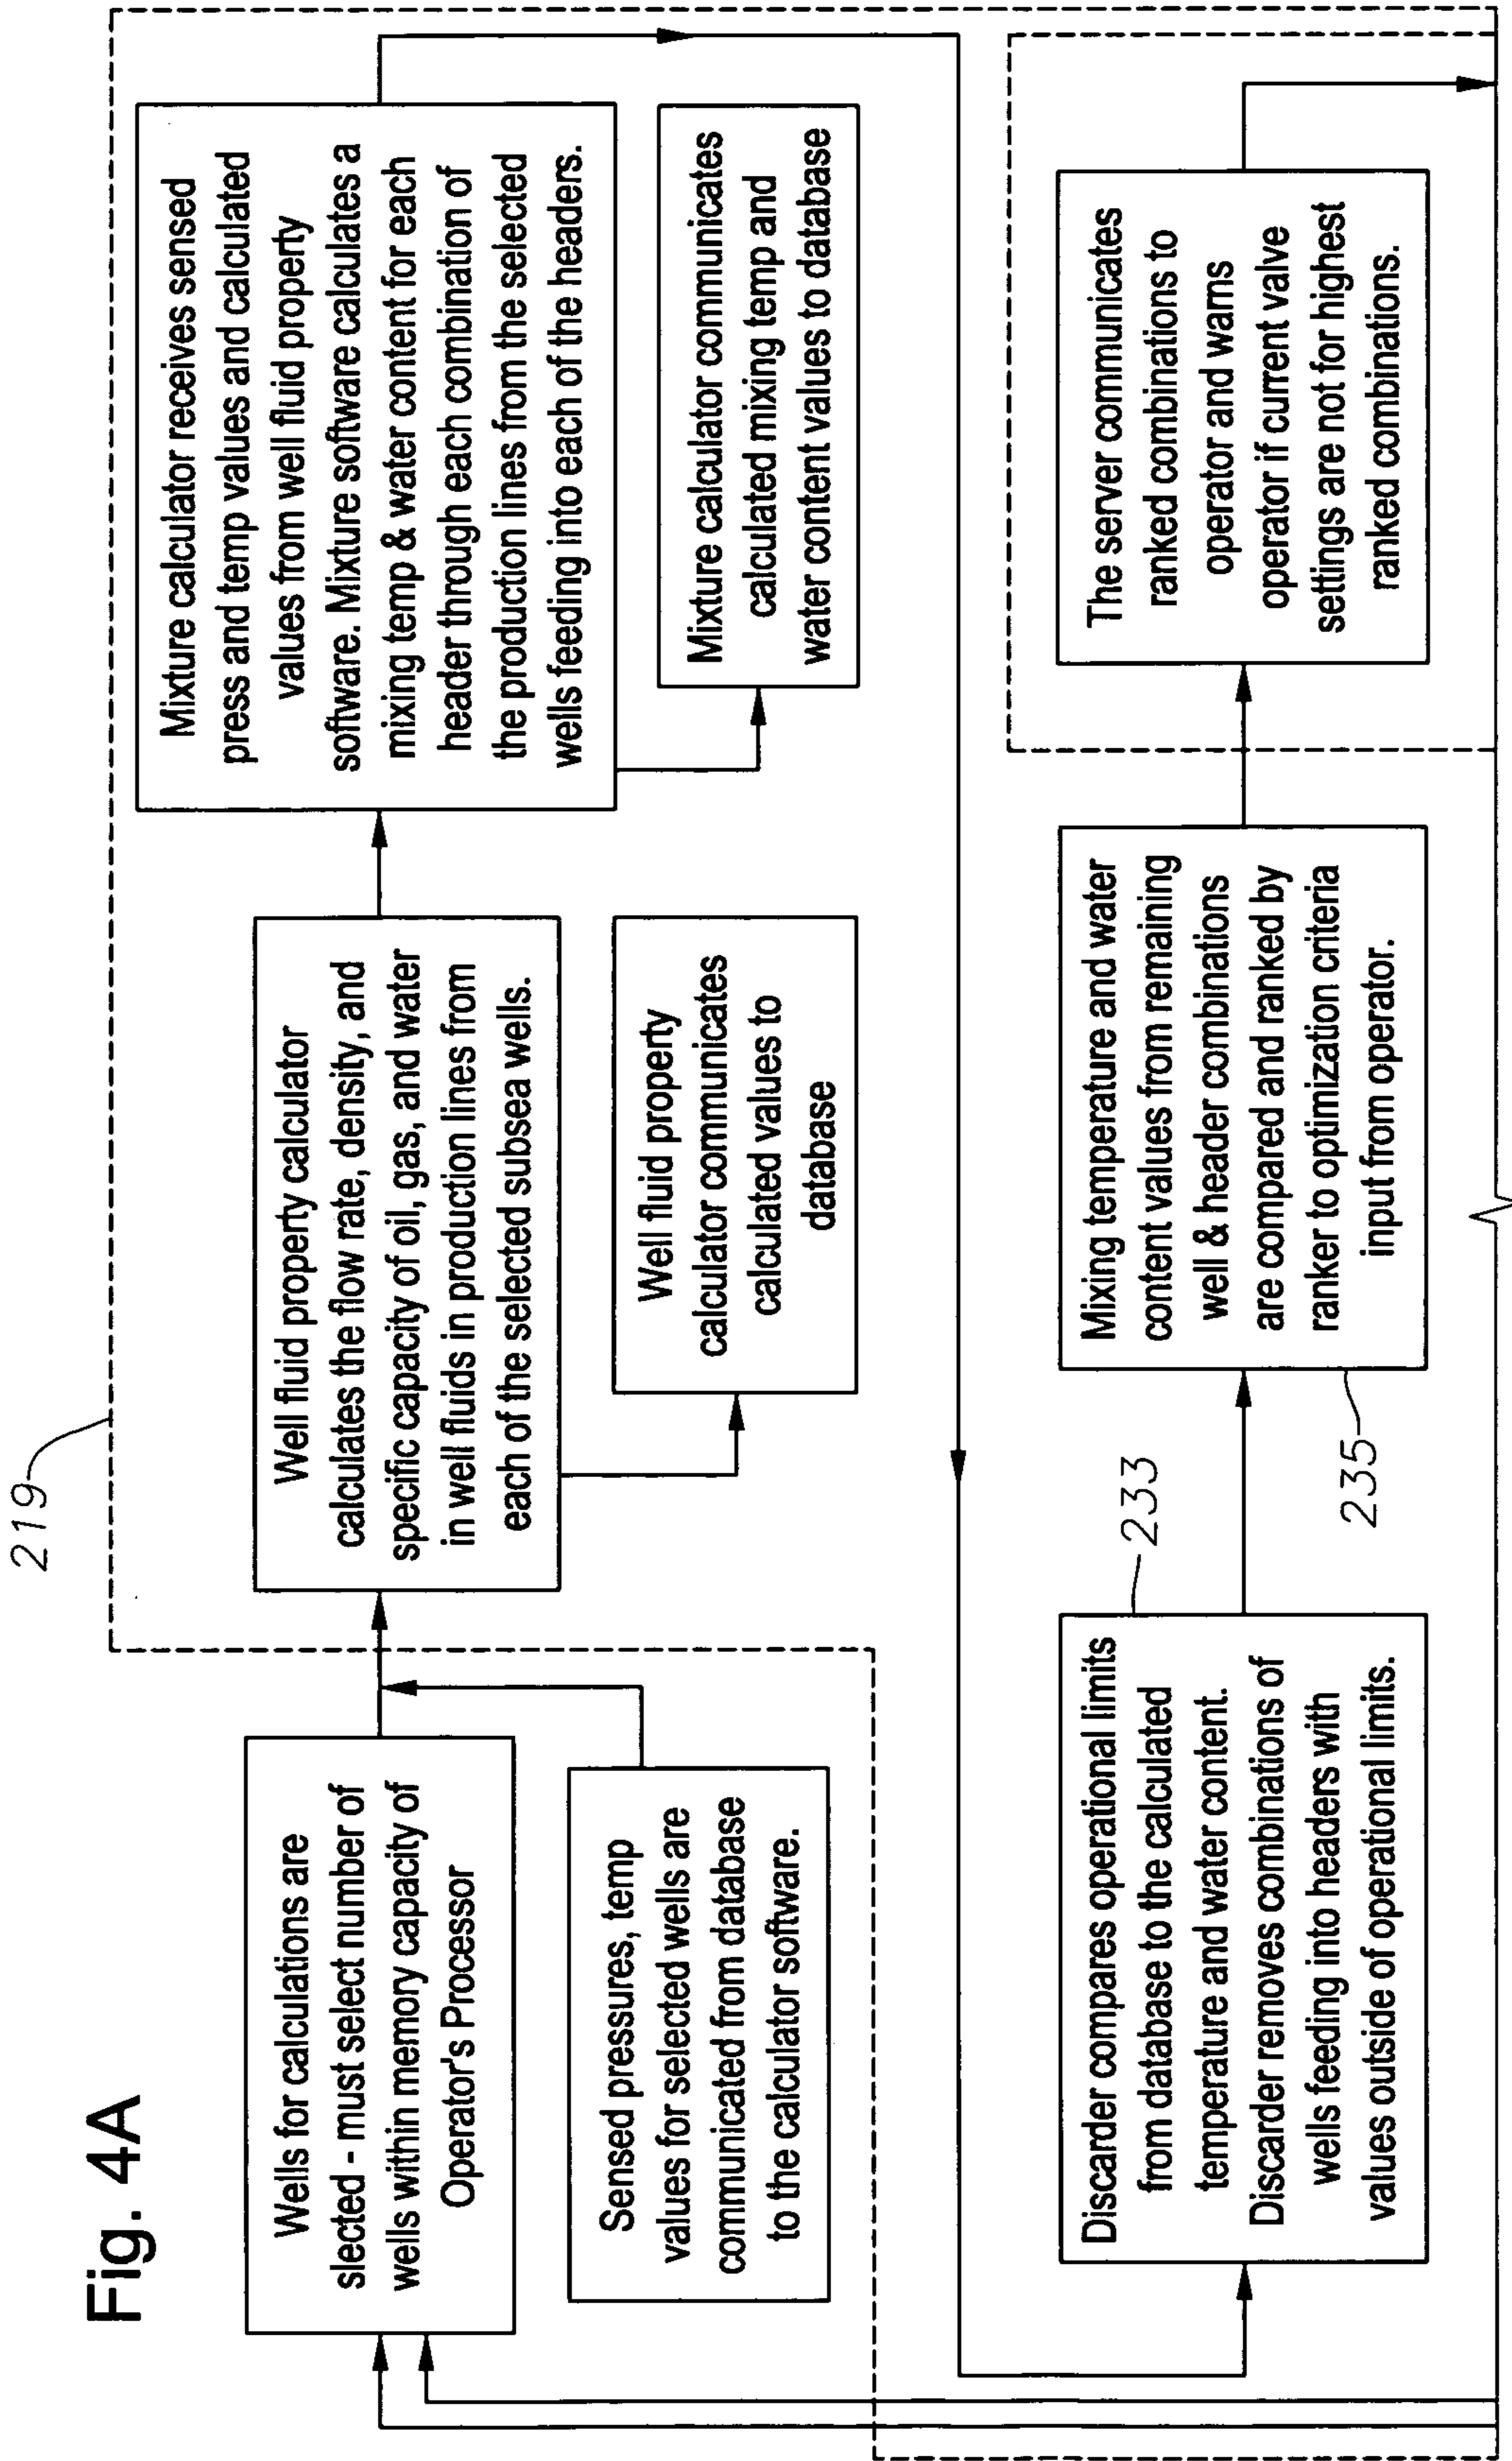 Fig. 4A
219
Wells for calculations are
slected - must select number of
wells within memory capacity of
Operator's Processor
Sensed pressures, temp
values for selected wells are
communicated from database
to the calculator software.
Well fluid property calculator
calculates the flow rate, density, and
specific capacity of oil, gas, and water
in well fluids in production lines from
each of the selected subsea wells.
Well fluid property
calculator communicates
calculated values to
database
Mixture calculator receives sensed
press and temp values and calculated
values from well fluid property
software. Mixture software calculates a
mixing temp & water content for each
header through each combination of
the production lines from the selected
wells feeding into each of the headers.
Mixture calculator communicates
calculated mixing temp and
water content values to database
Discarder compares operational limits
from database to the calculated
temperature and water content.
Discarder removes combinations of
wells feeding into headers with
values outside of operational limits.
233
Mixing temperature and water
content values from remaining
well & header combinations
are compared and ranked by
ranker to optimization criteria
input from operator.
235
The server communicates
ranked combinations to
operator and warns
operator if current valve
settings are not for highest
ranked combinations.